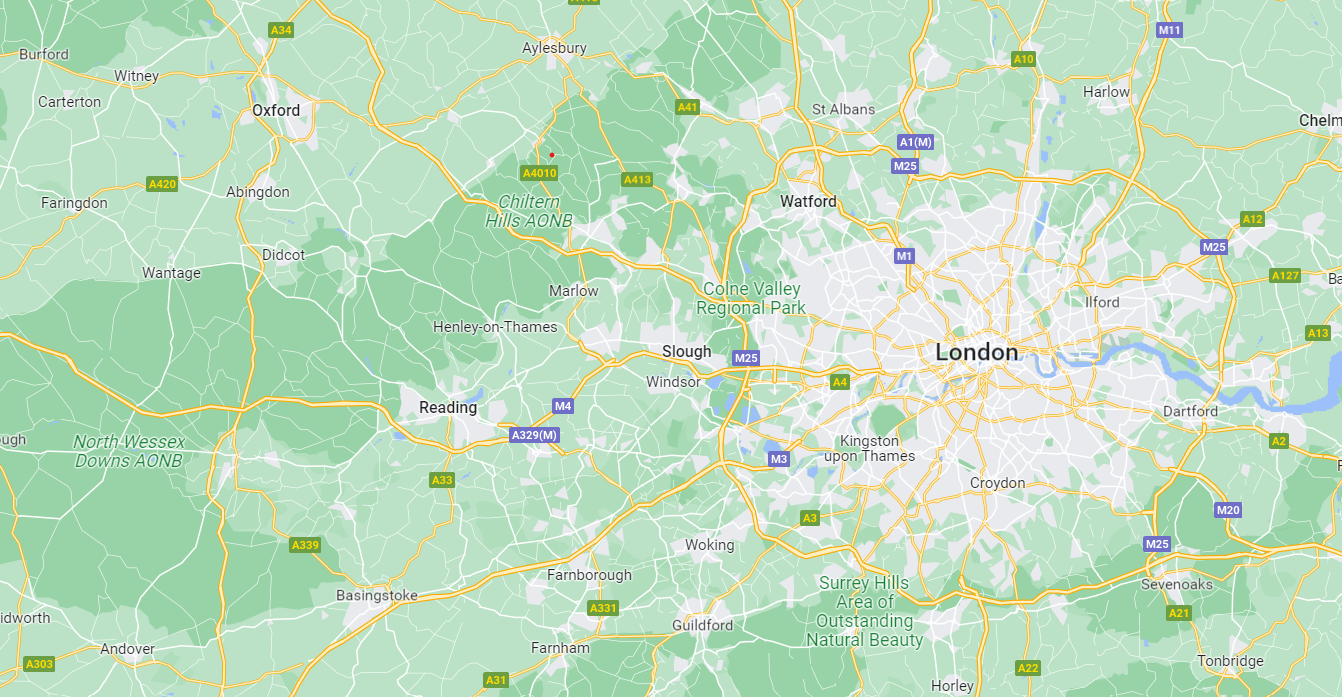 A34
Burford
Aylesbury
M11
A10
Witney
Carterton
Oxford
A41
St Albans
Harlow
Chelm
A1(M)
M25
A4010
A413
A420
Abingdon
Faringdon
Chiltern
Hills AONB
Watford
A12
M25
Didcot
M1
Wantage
A127
Ba
Marlow
Colne Valley
Regional Park
Ilford
Henley-on-Thames
A13
Slough
M25
London
Windsor
A4
Reading
M4
Dartford
A329(M)
ough
North Wessex
Downs AONB
Kingston
upon Thames
A2
M3
A33
Croydon
M20
A3
A339
Woking
M25
Farnborough
Surrey Hills
Area of
Outstanding
Natural Beauty
Sevenoaks
Basingstoke
A331
A21
idworth
Guildford
Andover
Farnham
A303
A22
Tonbridge
A31
Horley